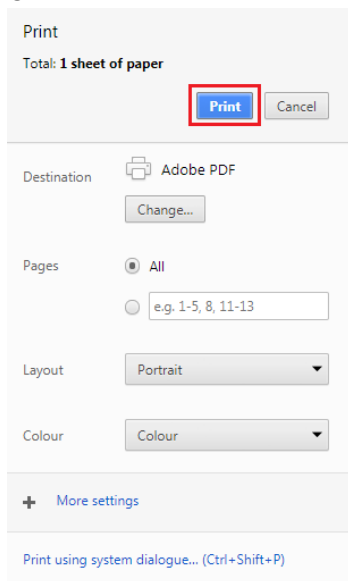 Print
Total: 1 sheet of paper
Print Cancel
Destination Adobe PDF
Change...
Pages All
e.g. 1-5, 8, 11-13
Layout Portrait
Colour Colour
+ More settings
Print using system dialogue... (Ctrl+Shift+P)